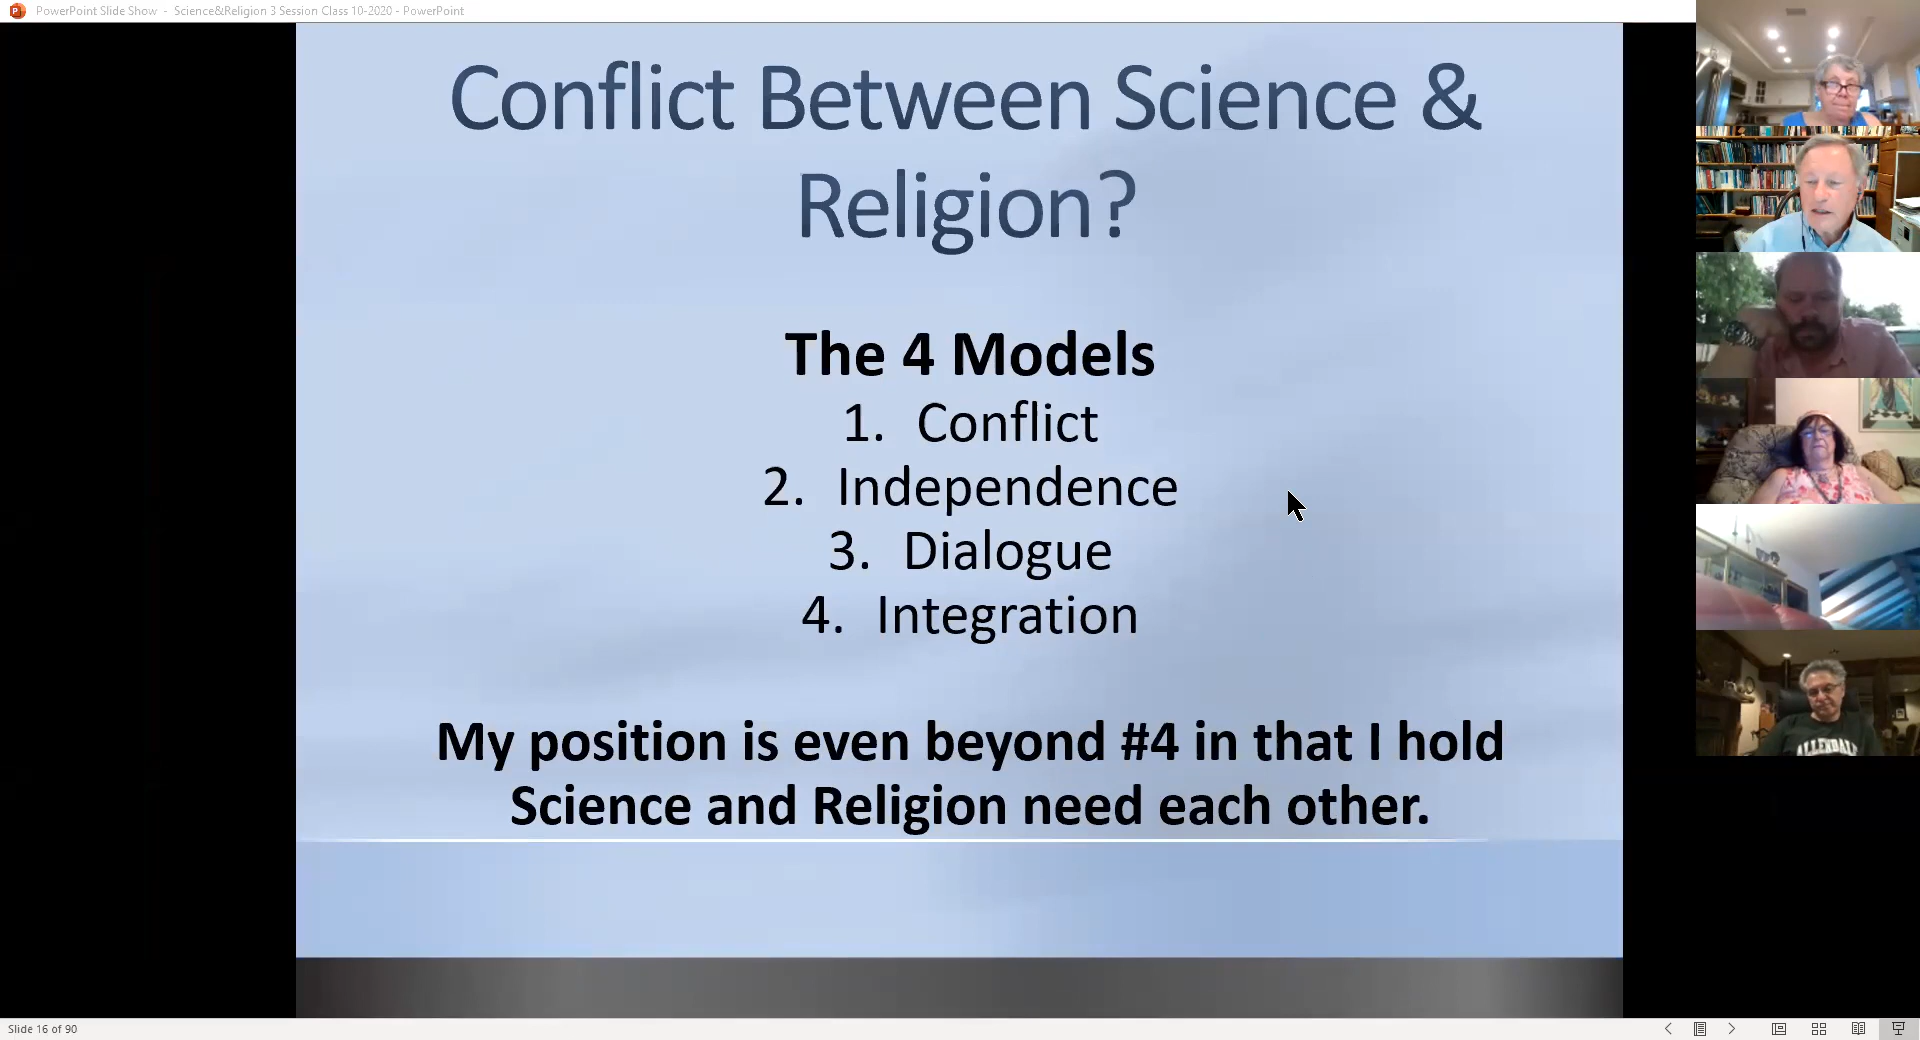 PowerPoint Slide Show - Science&Religion 3 Session Class 10-2020 - PowerPoint
Conflict Between Science &
Religion?
The 4 Models
1. Conflict
2. Independence
3. Dialogue
4. Integration
My position is even beyond #4 in that I hold
Science and Religion need each other.
ALLENDALE
Slide 16 of 90